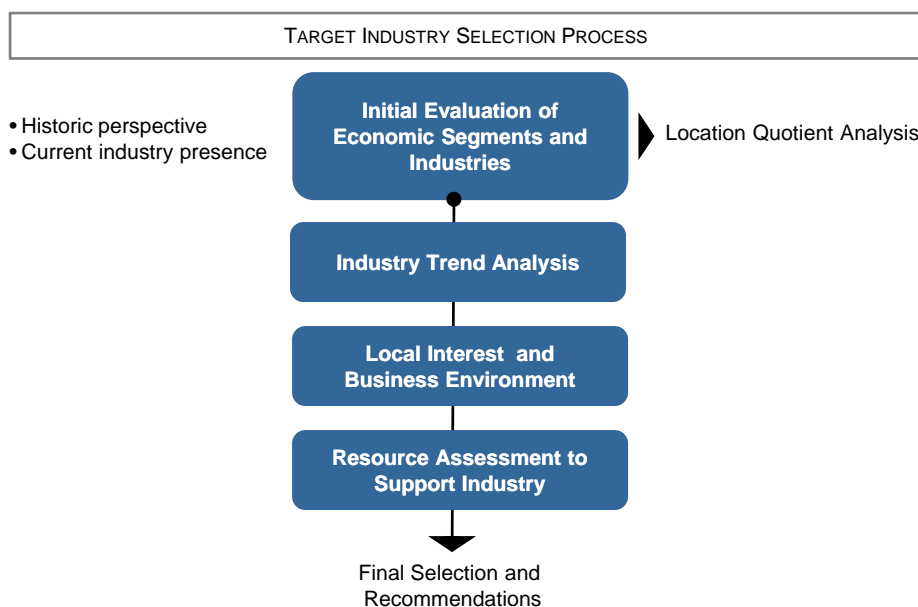 TARGET INDUSTRY SELECTION PROCESS
• Historic perspective
• Current industry presence
Initial Evaluation of
Economic Segments and
Industries
Location Quotient Analysis
Industry Trend Analysis
Local Interest and
Business Environment
Resource Assessment to
Support Industry
Final Selection and
Recommendations